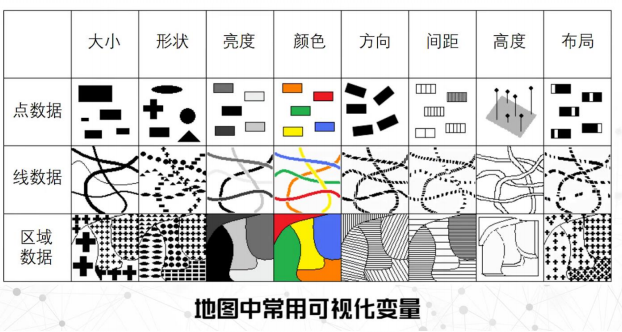 大小 形状 亮度 颜色 方向 间距 高度 布局
点数据
线数据
区域
数据
地图中常用可视化变量